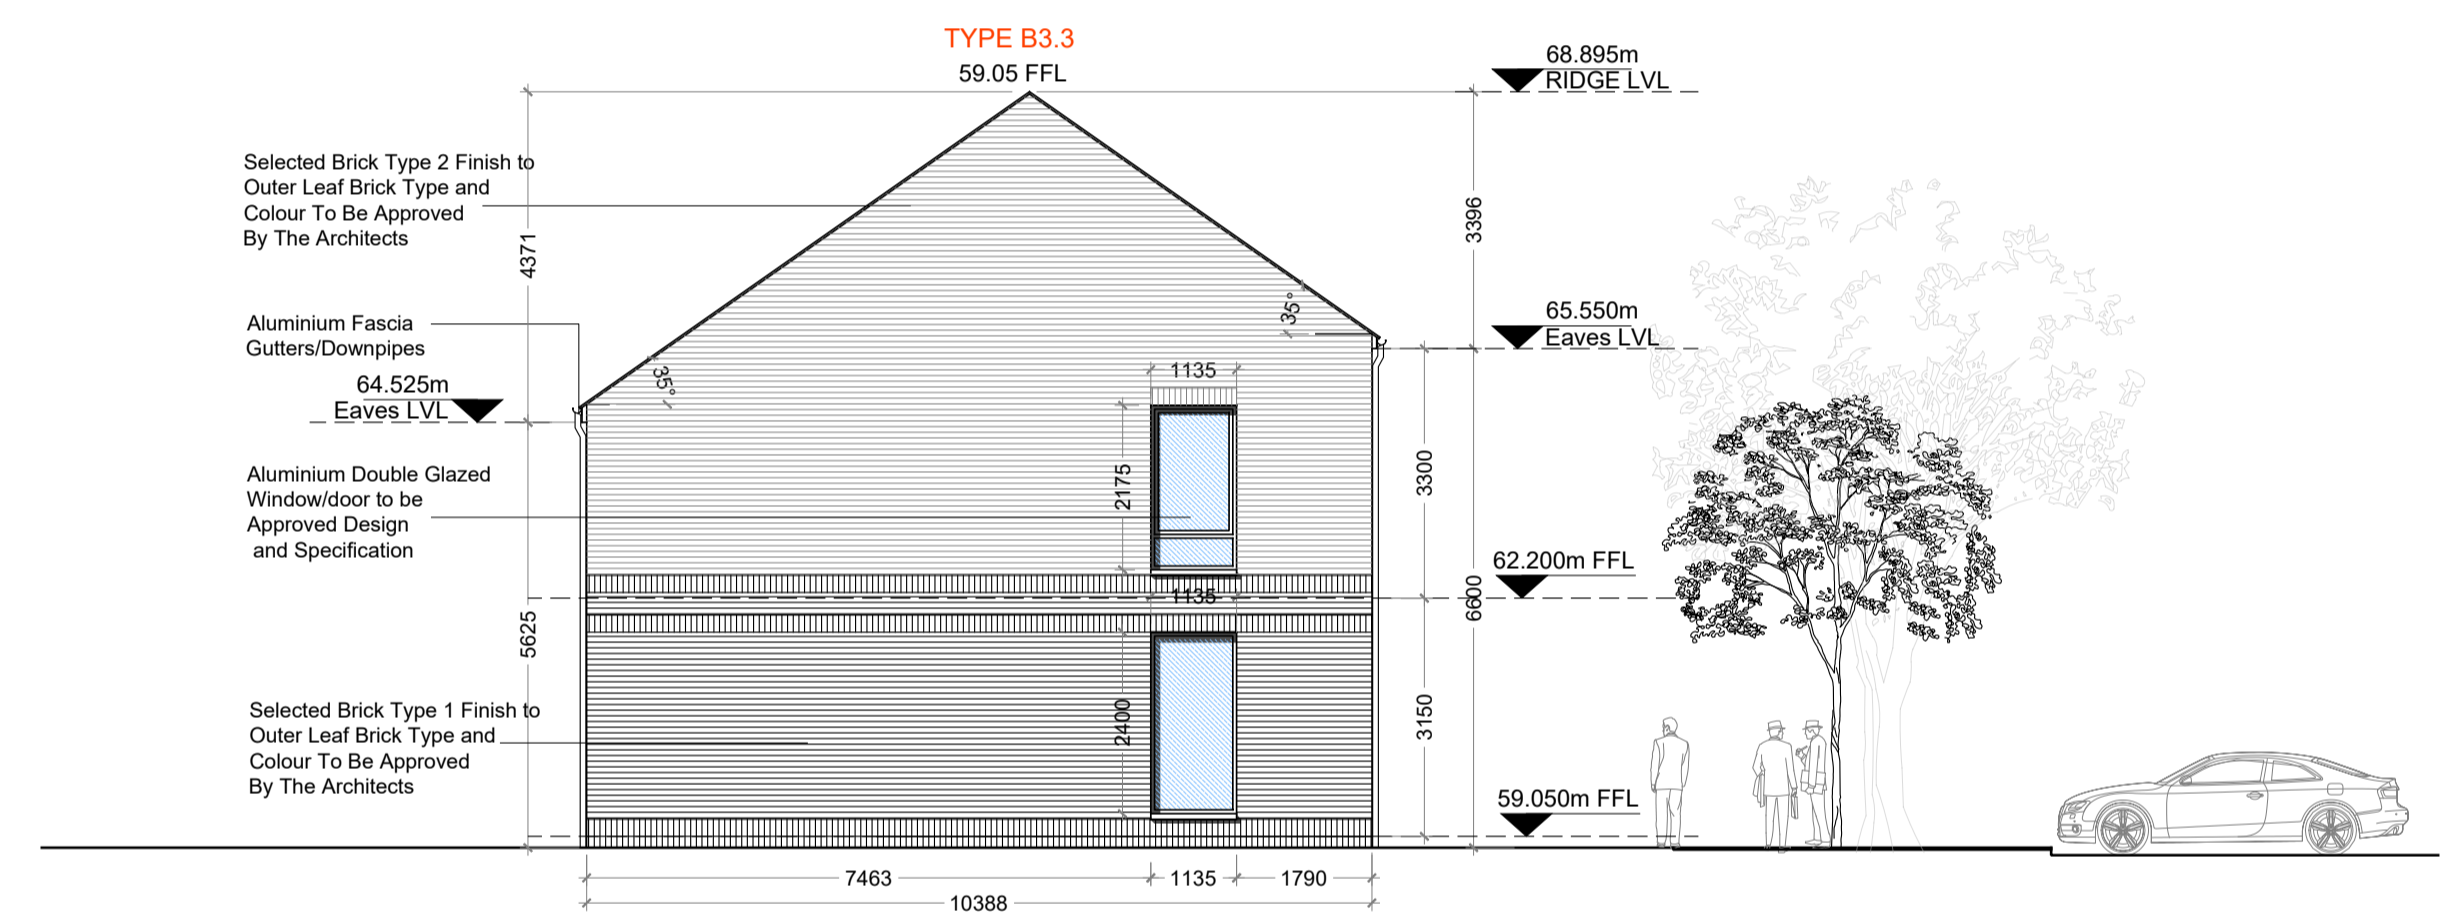 TYPE B3.3
59.05 FFL
68.895m
RIDGE LVL
Selected Brick Type 2 Finish to
Outer Leaf Brick Type and
Colour To Be Approved
By The Architects
4371
3396
35°
65.550m
Eaves LVL
Aluminium Fascia
Gutters/Downpipes
64.525m
Eaves LVL
35°
1135
2175
3300
Aluminium Double Glazed
Window/door to be
Approved Design
and Specification
62.200m FFL
1135
6600
5625
Selected Brick Type 1 Finish to
Outer Leaf Brick Type and
Colour To Be Approved
By The Architects
2400
3150
59.050m FFL
7463
1135
1790
10388